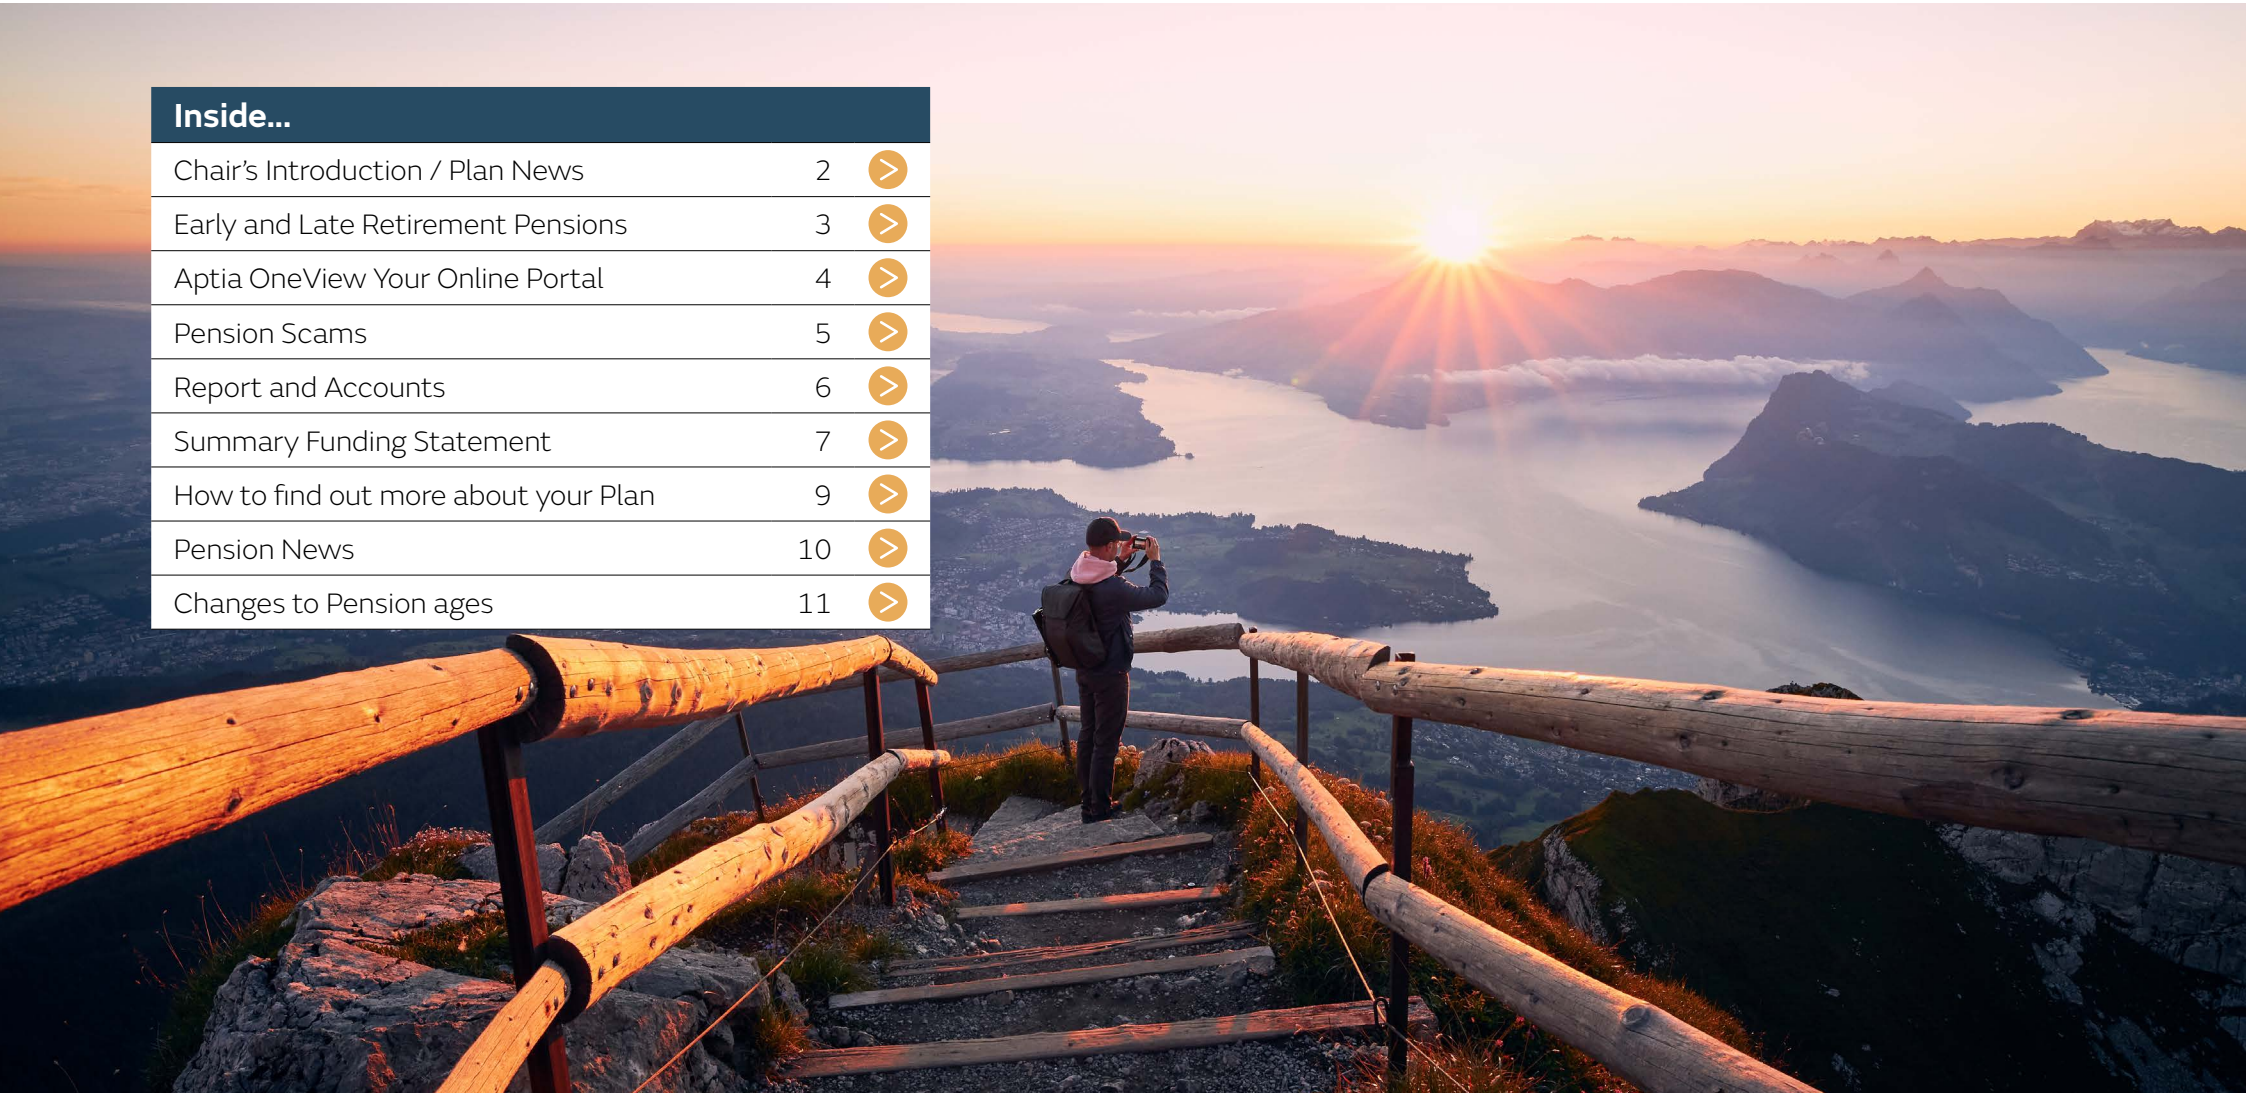 Inside...
Chair’s Introduction / Plan News 2 >
Early and Late Retirement Pensions 3 >
Aptia OneView Your Online Portal 4 >
Pension Scams 5 >
Report and Accounts 6 >
Summary Funding Statement 7 >
How to find out more about your Plan 9 >
Pension News 10 >
Changes to Pension ages 11 >